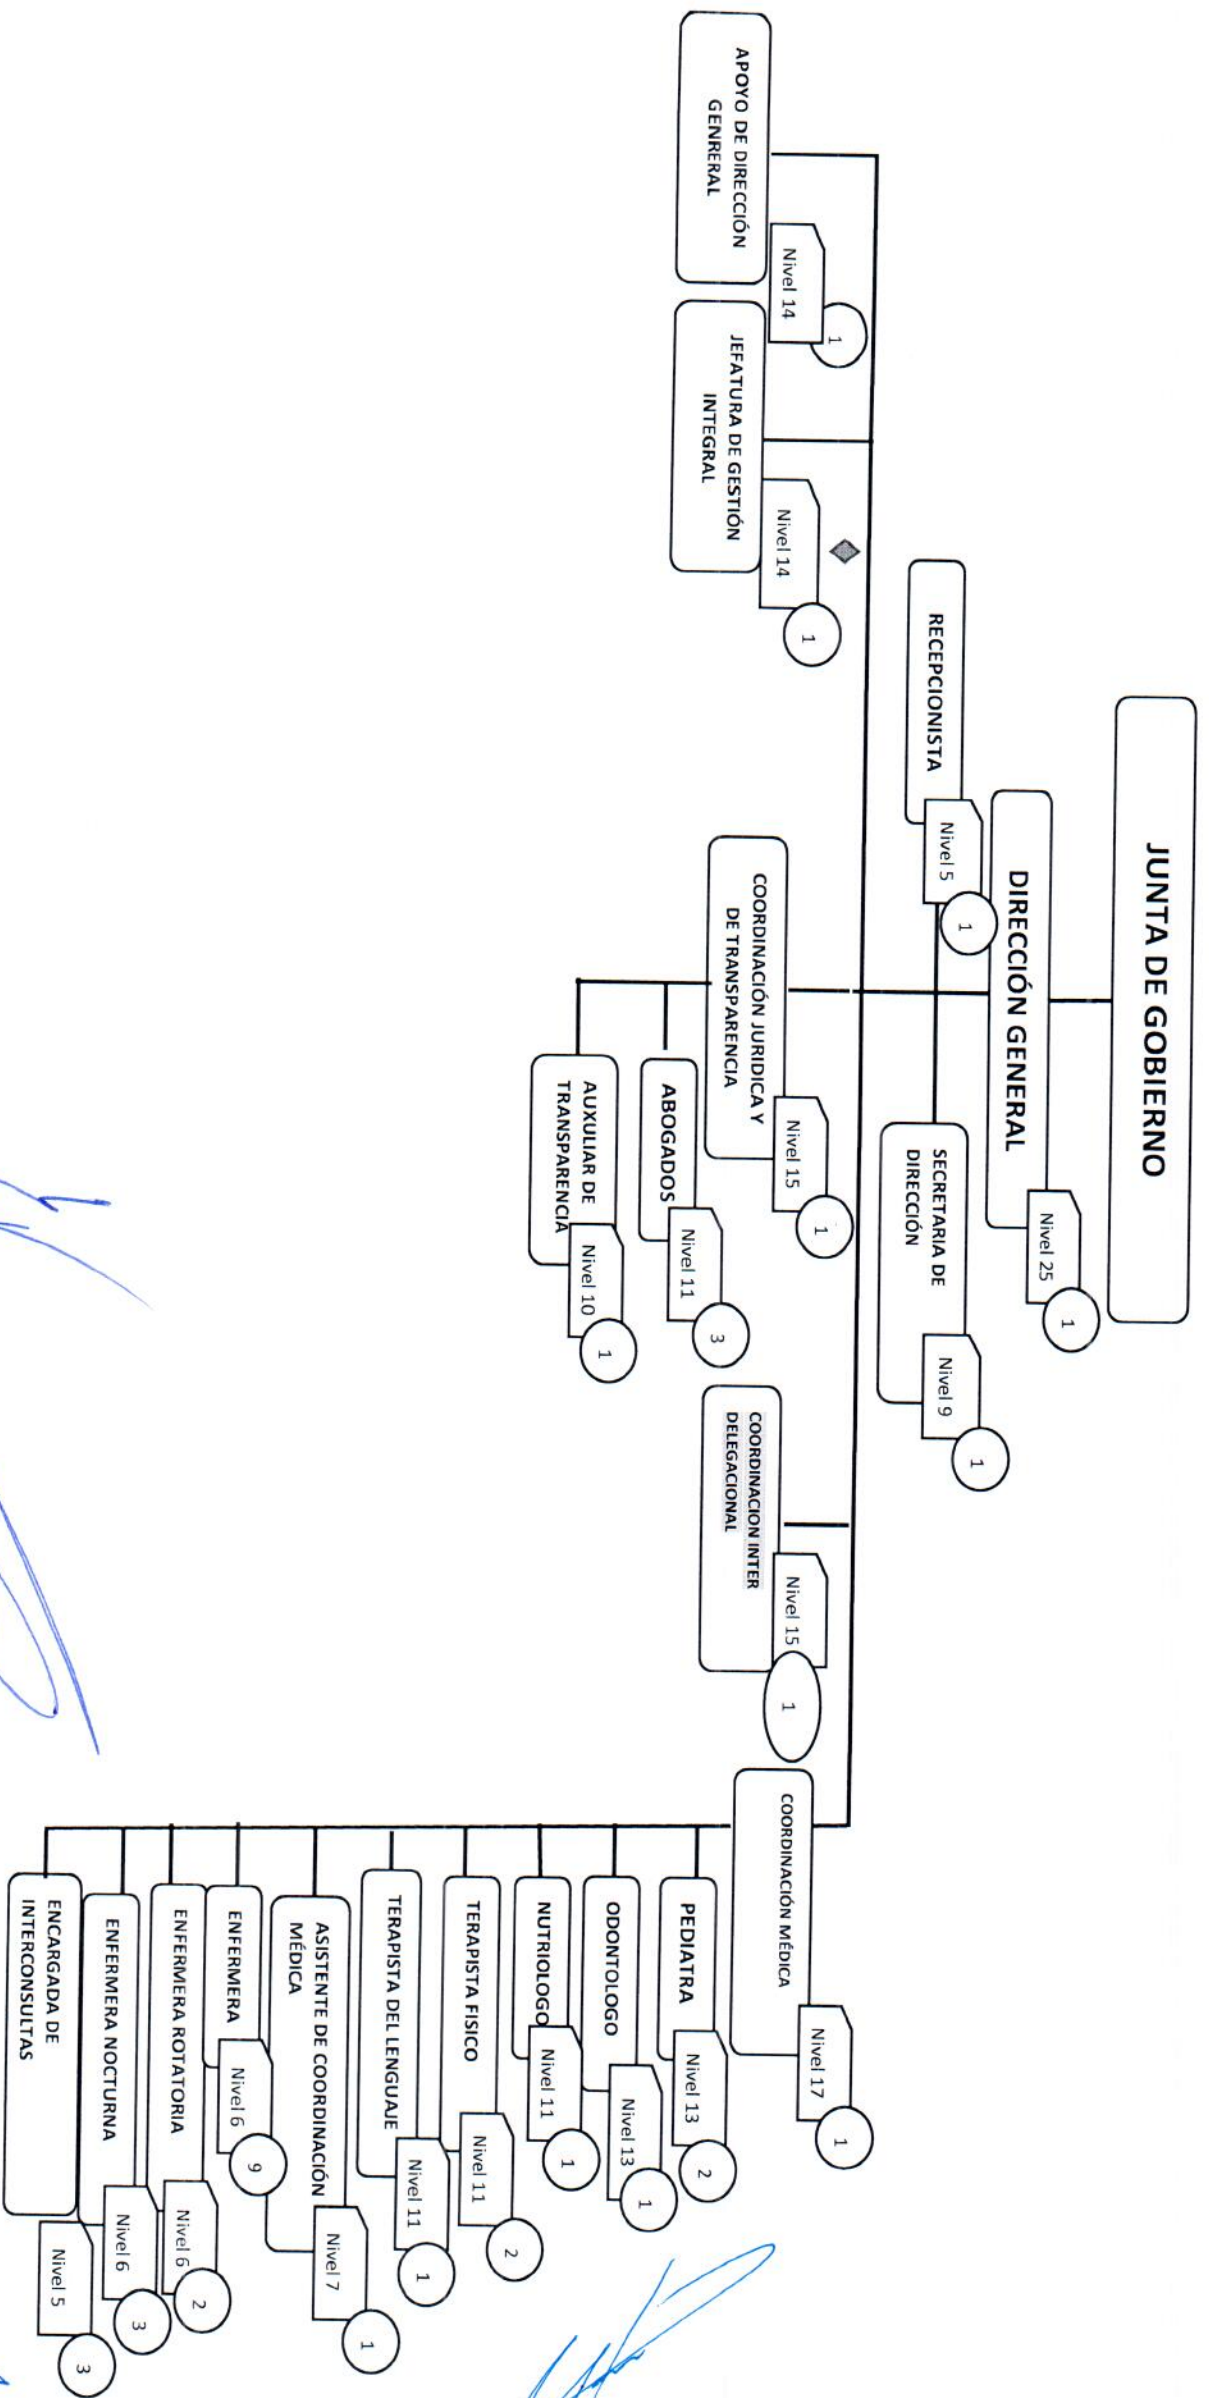 JUNTA DE GOBIERNO
DIRECCIÓN GENERAL
Nivel 25
1
RECEPCIONISTA
Nivel 5
1
SECRETARIA DE
DIRECCIÓN
Nivel 9
1
APOYO DE DIRECCIÓN
GENRERAL
Nivel 14
1
JEFATURA DE GESTIÓN
INTEGRAL
Nivel 14
1
COORDINACIÓN JURIDICA Y
DE TRANSPARENCIA
Nivel 15
1
ABOGADOS
Nivel 11
3
AUXULIAR DE
TRANSPARENCIA
Nivel 10
1
COORDINACION INTER
DELEGACIONAL
Nivel 15
1
COORDINACIÓN MÉDICA
Nivel 17
1
PEDIATRA
Nivel 13
2
ODONTOLOGO
Nivel 13
1
NUTRIOLOGO
Nivel 11
1
TERAPISTA FISICO
Nivel 11
2
TERAPISTA DEL LENGUAJE
Nivel 11
1
ASISTENTE DE COORDINACIÓN
MÉDICA
Nivel 7
1
ENFERMERA
Nivel 6
9
ENFERMERA ROTATORIA
Nivel 6
2
ENFERMERA NOCTURNA
Nivel 6
3
ENCARGADA DE
INTERCONSULTAS
Nivel 5
3